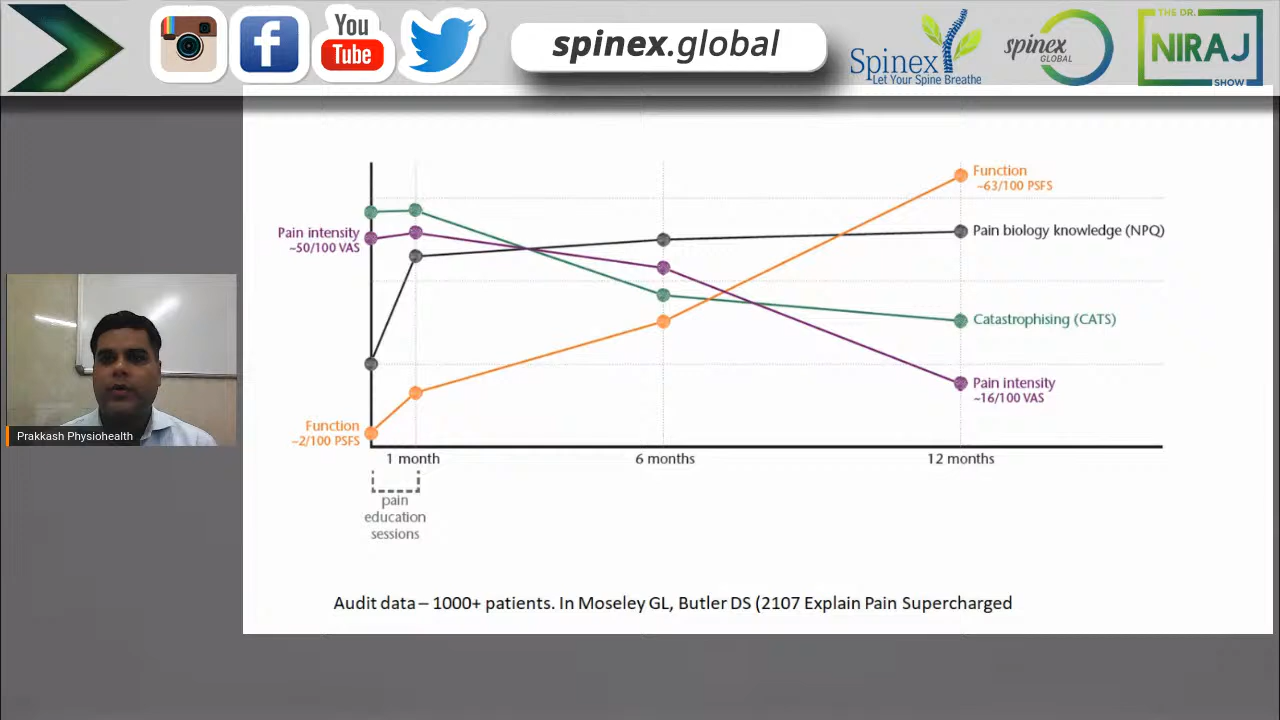 You
Tube
spinex.global
Spinex
Let Your Spine Breathe
spinex
GLOBAL
THE DR.
NIRAJ
SHOW
Function
~63/100 PSFS
Pain intensity
~50/100 VAS
Pain biology knowledge (NPQ)
Catastrophising (CATS)
Pain intensity
~16/100 VAS
Function
~2/100 PSFS
Prakkash Physiohealth
1 month
6 months
12 months
pain
education
sessions
Audit data – 1000+ patients. In Moseley GL, Butler DS (2107 Explain Pain Supercharged